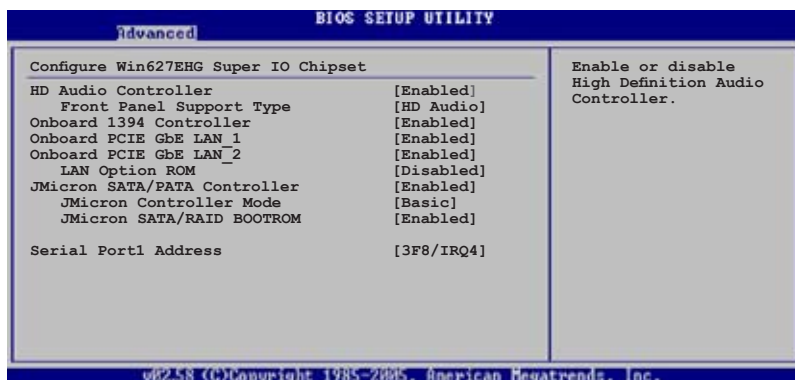 BIOS SETUP UTILITY
Advanced
Configure Win627EHG Super IO Chipset
HD Audio Controller [Enabled]
Front Panel Support Type [HD Audio]
Onboard 1394 Controller [Enabled]
Onboard PCIE GbE LAN_1 [Enabled]
Onboard PCIE GbE LAN_2 [Enabled]
LAN Option ROM [Disabled]
JMicron SATA/PATA Controller [Enabled]
JMicron Controller Mode [Basic]
JMicron SATA/RAID BOOTROM [Enabled]
Serial Port1 Address [3F8/IRQ4]
Enable or disable
High Definition Audio
Controller.
v02.58 (C)Copyright 1985-2005, American Megatrends, Inc.